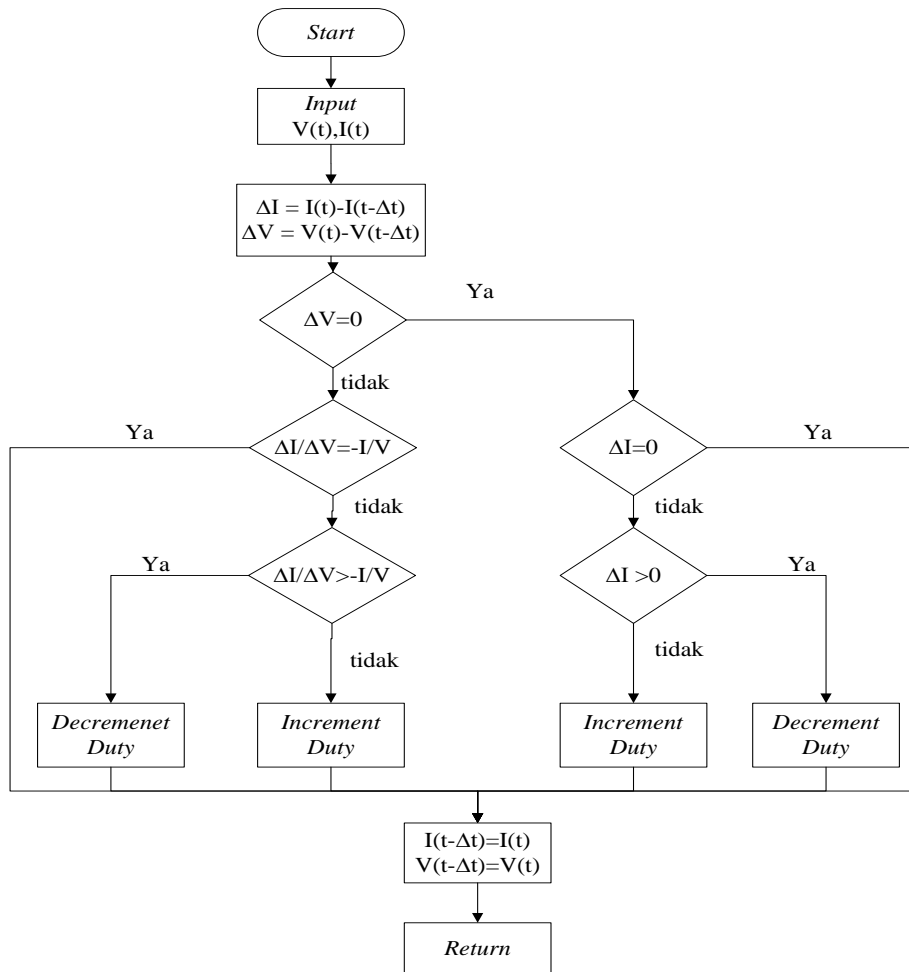 Start
Input
V(t),I(t)
ΔI = I(t)-I(t-Δt)
ΔV = V(t)-V(t-Δt)
Ya
ΔV=0
tidak
Ya
ΔI/ΔV=-I/V
ΔI=0
Ya
tidak
tidak
Ya
ΔI/ΔV>-I/V
ΔI >0
Ya
tidak
tidak
Decremenet
Duty
Increment
Duty
Increment
Duty
Decrement
Duty
I(t-Δt)=I(t)
V(t-Δt)=V(t)
Return